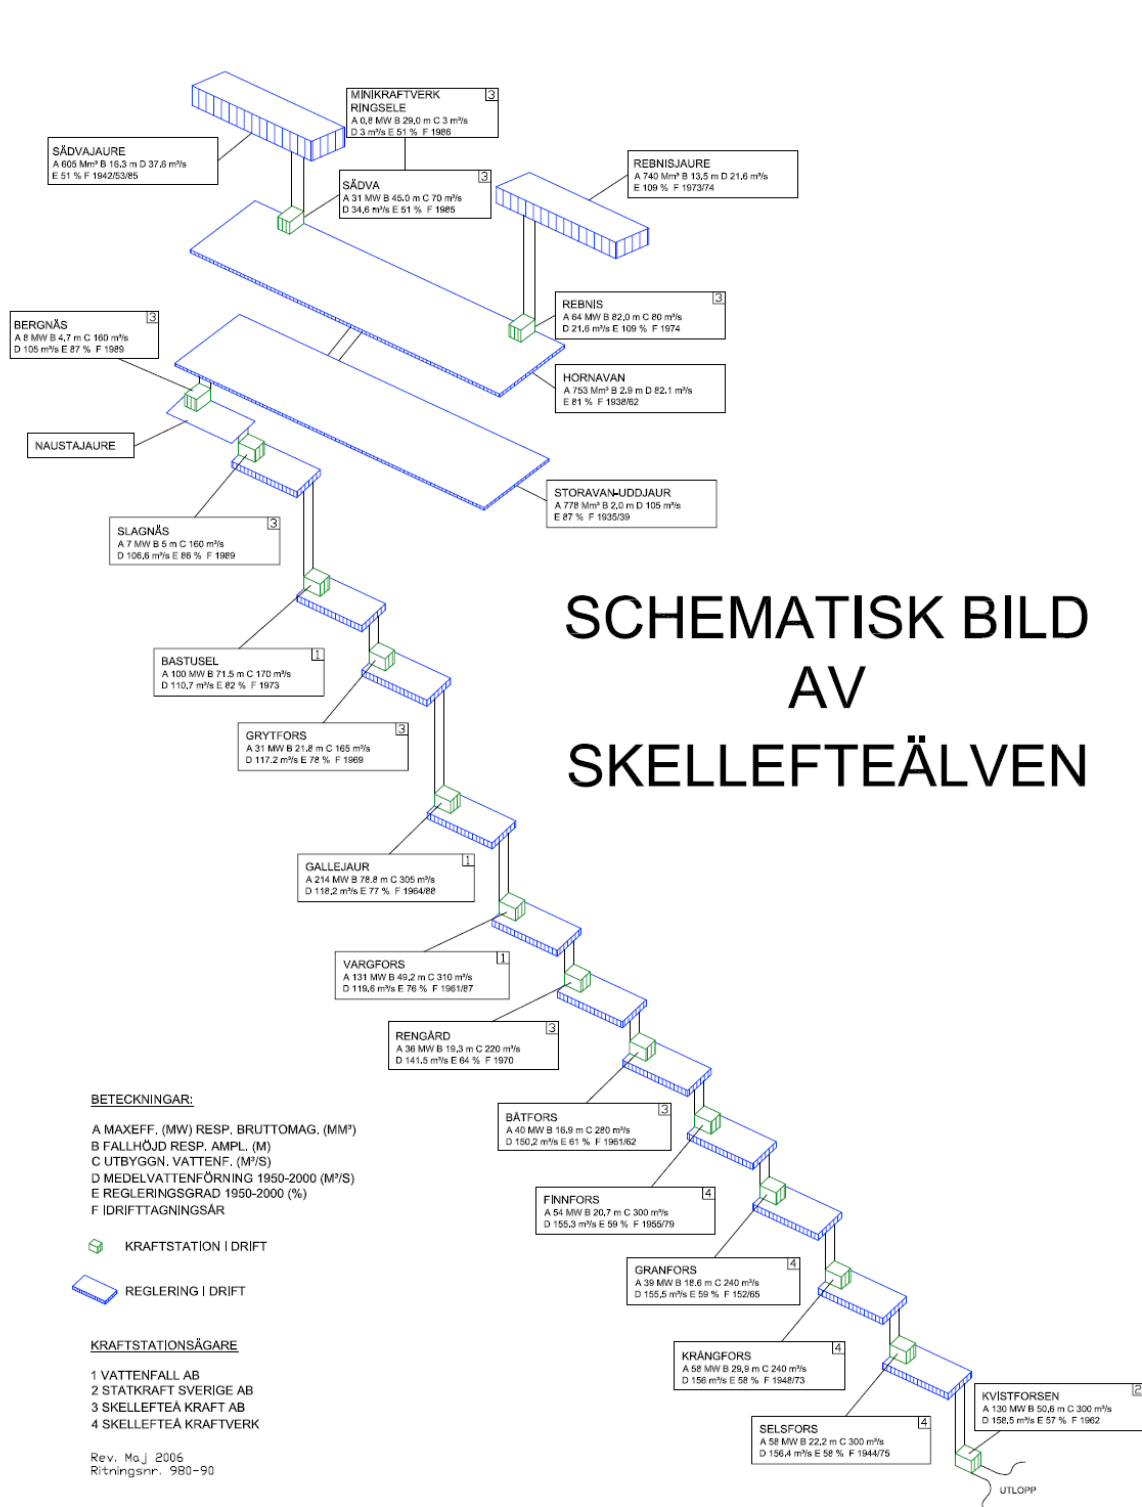 MINIKRAFTVERK 3
RINGSELE
A 0,8 MW B 29,0 m C 3 m³/s
D 3 m³/s E 51 % F 1986
SÄDVAJAURE
A 605 Mm³ B 16.3 m D 37.6 m³/s
E 51 % F 1942/53/85
REBNISJAURE
A 740 Mm³ B 13,5 m D 21,6 m³/s
E 109 % F 1973/74
SÄDVA 3
A 31 MW B 45.0 m C 70 m³/s
D 34,6 m³/s E 51 % F 1985
REBNIS 3
A 64 MW B 82,0 m C 80 m³/s
D 21,6 m³/s E 109 % F 1974
BERGNÄS 3
A 8 MW B 4,7 m C 160 m³/s
D 105 m³/s E 87 % F 1989
HORNAVAN
A 753 Mm³ B 2.9 m D 82.1 m³/s
E 81 % F 1938/62
NAUSTAJAURE
STORAVAN-UDDJAUR
A 778 Mm³ B 2,0 m D 105 m³/s
E 87 % F 1935/39
SLAGNÄS 3
A 7 MW B 5 m C 160 m³/s
D 106,6 m³/s E 86 % F 1989
SCHEMATISK BILD
AV
SKELLEFTEÄLVEN
BASTUSEL 1
A 100 MW B 71.5 m C 170 m³/s
D 110,7 m³/s E 82 % F 1973
GRYTFORS 3
A 31 MW B 21.8 m C 165 m³/s
D 117.2 m³/s E 78 % F 1969
GALLEJAUR 1
A 214 MW B 78.8 m C 305 m³/s
D 118,2 m³/s E 77 % F 1964/88
VARGFORS 1
A 131 MW B 49,2 m C 310 m³/s
D 119,6 m³/s E 76 % F 1961/87
RENGÅRD 3
A 36 MW B 19,3 m C 220 m³/s
D 141.5 m³/s E 64 % F 1970
BÅTFORS 3
A 40 MW B 16.9 m C 280 m³/s
D 150,2 m³/s E 61 % F 1961/62
FINNFORS 4
A 54 MW B 20,7 m C 300 m³/s
D 155.3 m³/s E 59 % F 1955/79
GRANFORS 4
A 39 MW B 18.6 m C 240 m³/s
D 155,5 m³/s E 59 % F 152/65
KRÅNGFORS 4
A 58 MW B 29,9 m C 240 m³/s
D 156 m³/s E 58 % F 1948/73
SELSFORS 4
A 58 MW B 22,2 m C 300 m³/s
D 156.4 m³/s E 58 % F 1944/75
KVISTFORSEN 2
A 130 MW B 50,6 m C 300 m³/s
D 158,5 m³/s E 57 % F 1962
UTLOPP
BETECKNINGAR:
A MAXEFF. (MW) RESP. BRUTTOMAG. (MM³)
B FALLHÖJD RESP. AMPL. (M)
C UTBYGGN. VATTENF. (M³/S)
D MEDELVATTENFÖRNING 1950-2000 (M³/S)
E REGLERINGSGRAD 1950-2000 (%)
F IDRIFTTAGNINGSÅR
KRAFTSTATION I DRIFT
REGLERING I DRIFT
KRAFTSTATIONSÄGARE
1 VATTENFALL AB
2 STATKRAFT SVERIGE AB
3 SKELLEFTEÅ KRAFT AB
4 SKELLEFTEÅ KRAFTVERK
Rev. Maj 2006
Ritningsnr. 980-90